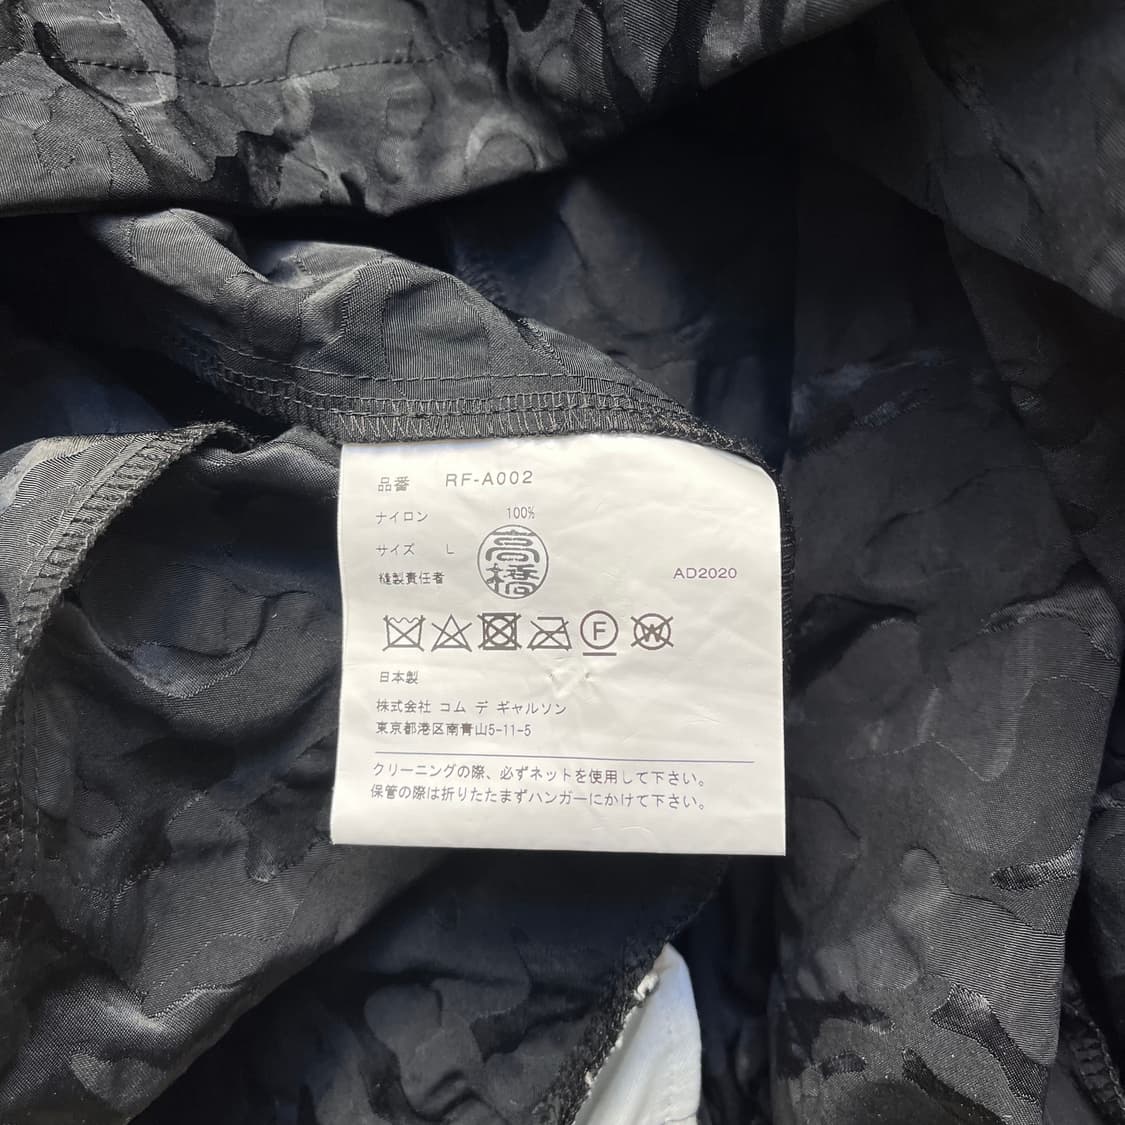 品番 RF-A002
ナイロン 100%
サイズ L
縫製責任者 高橋
AD2020
F
W
日本製
株式会社 コム デ ギャルソン
東京都港区南青山5-11-5
クリーニングの際、必ずネットを使用して下さい。
保管の際は折りたたまずハンガーにかけて下さい。